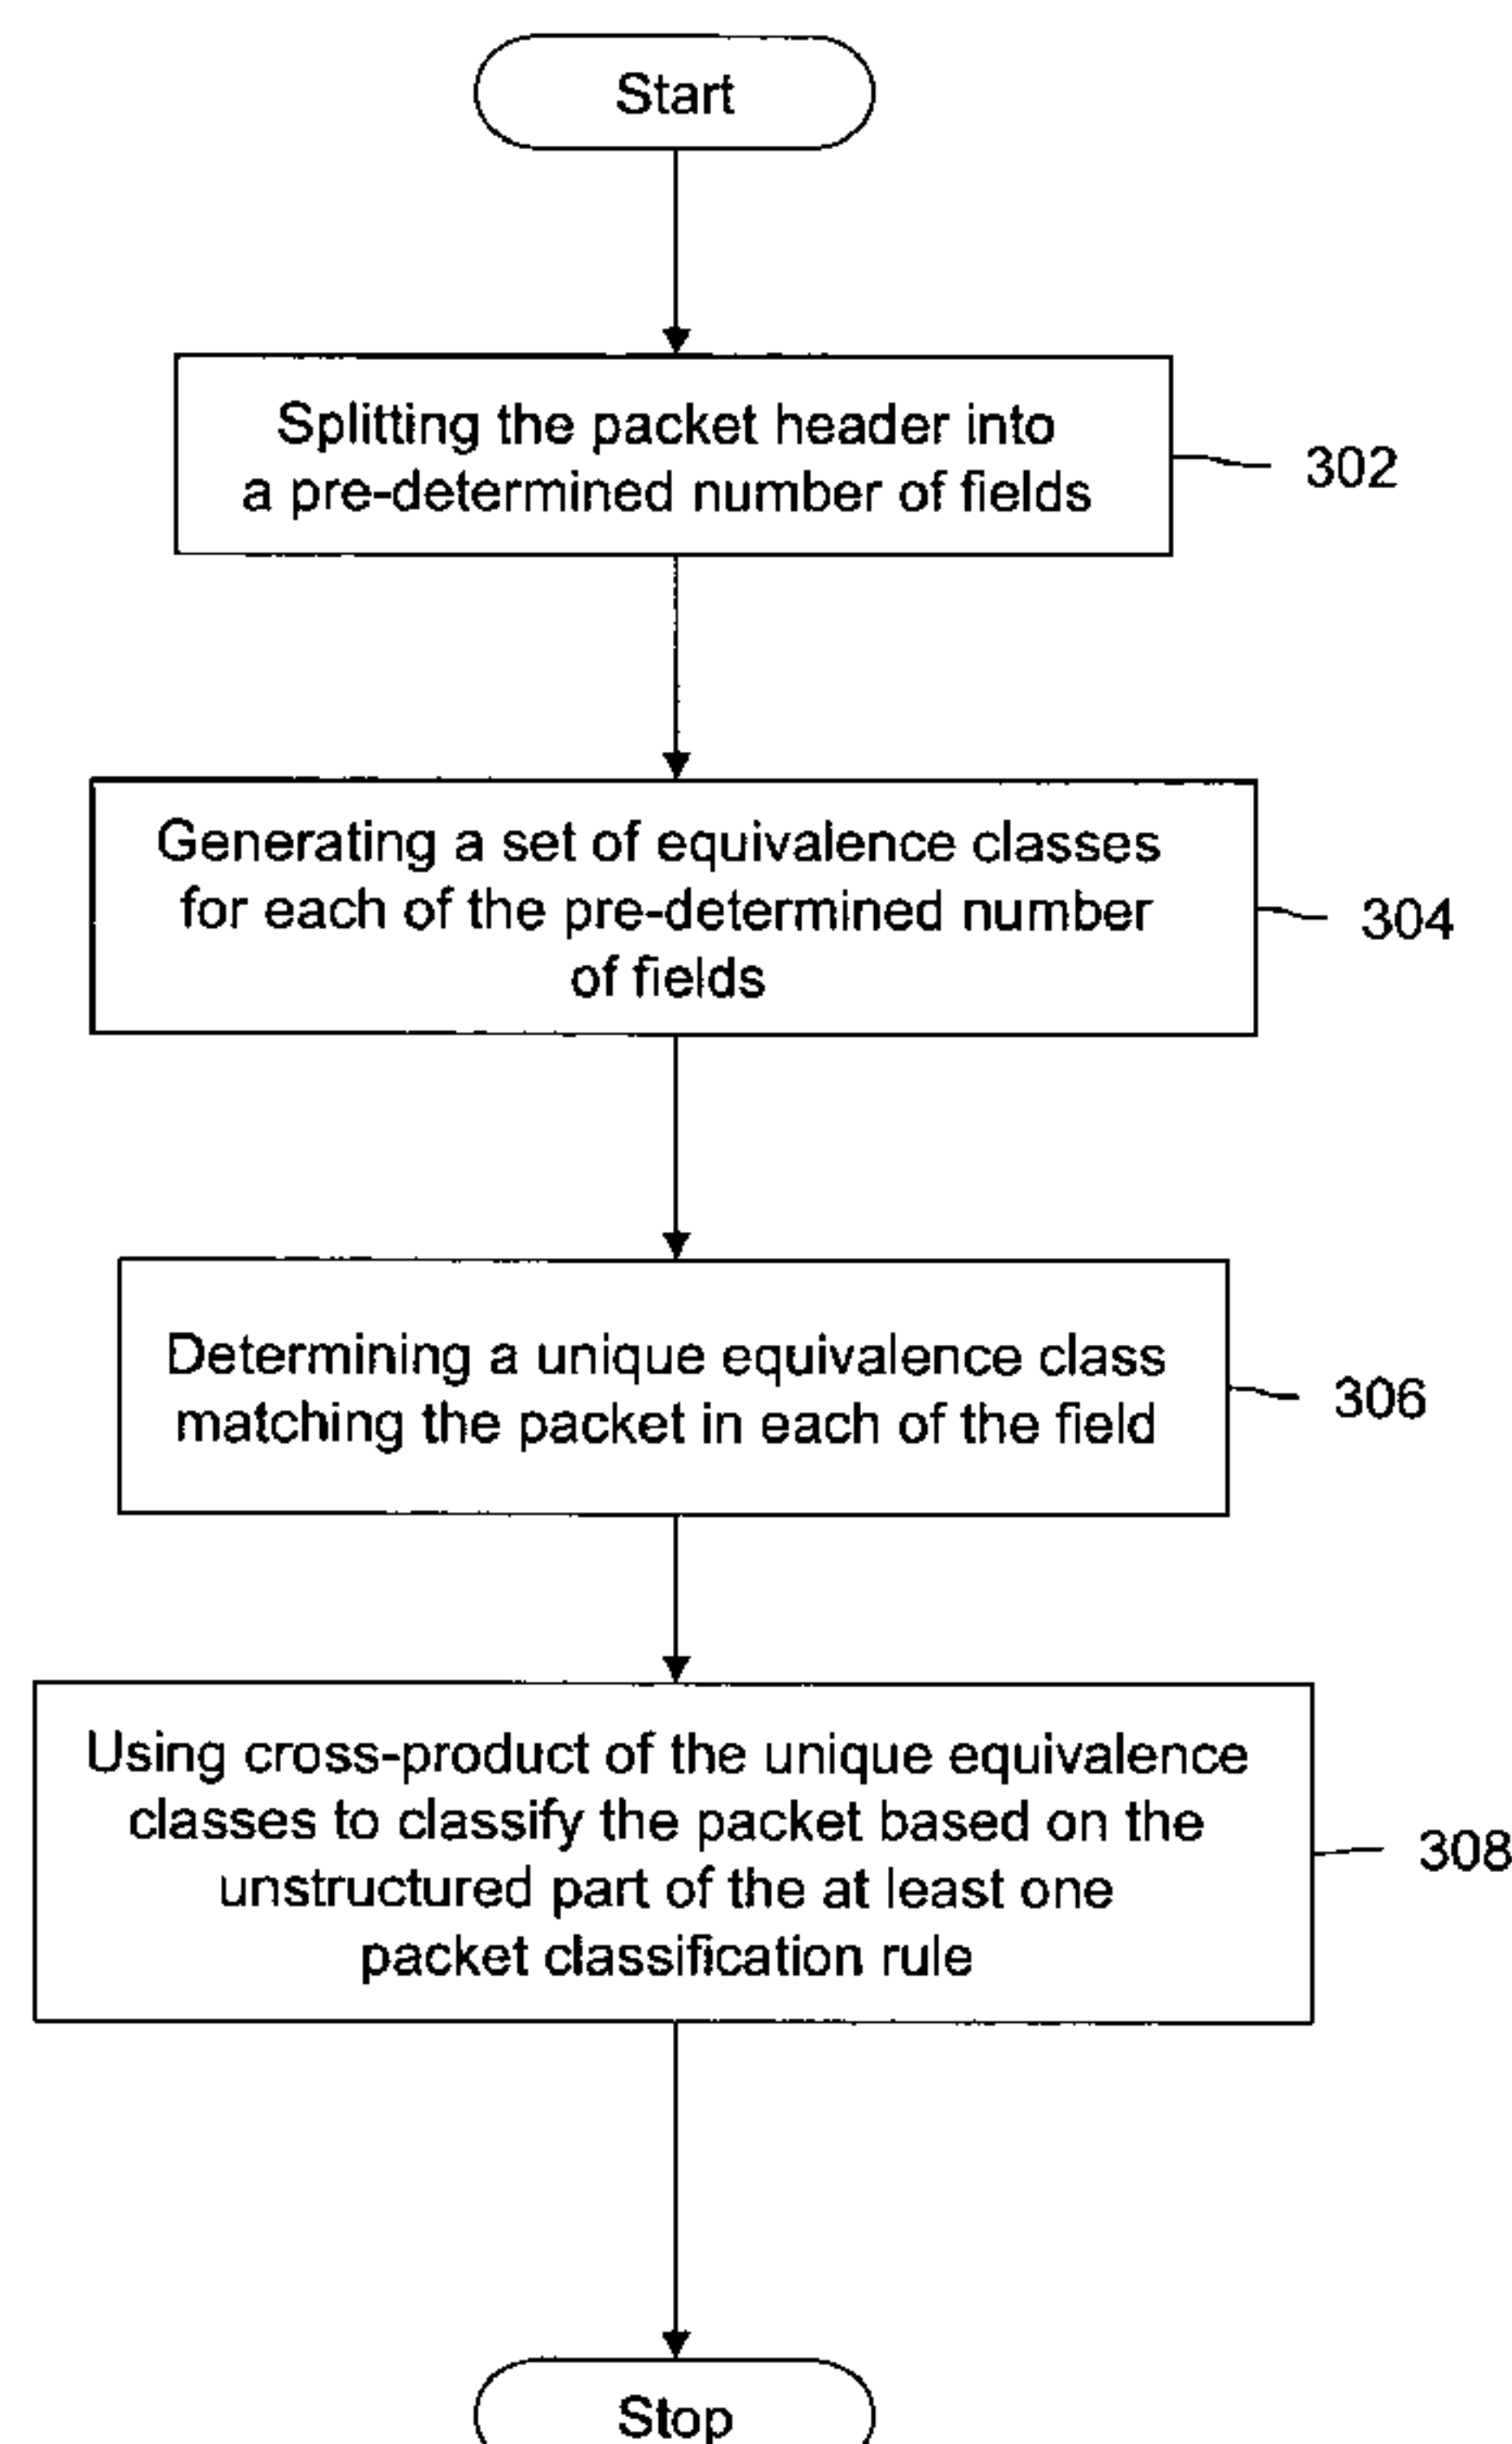 Start
Splitting the packet header into
a pre-determined number of fields
302
Generating a set of equivalence classes
for each of the pre-determined number
of fields
304
Determining a unique equivalence class
matching the packet in each of the field
306
Using cross-product of the unique equivalence
classes to classify the packet based on the
unstructured part of the at least one
packet classification rule
308
Stop